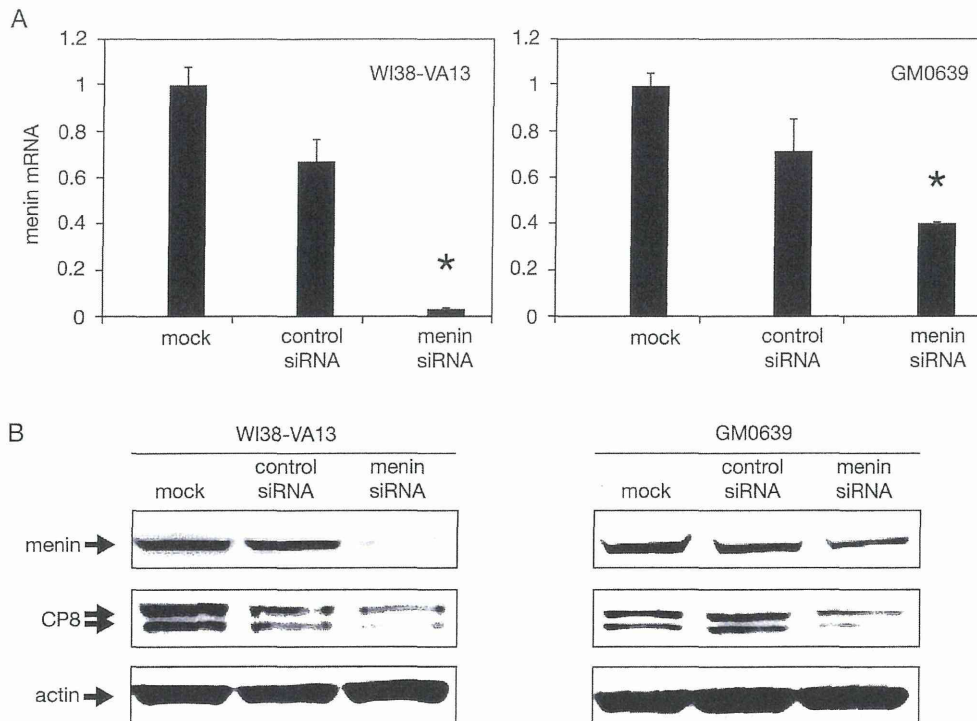 A
1.2
1
0.8
0.6
0.4
0.2
0
menin mRNA
WI38-VA13
*
mock
control
siRNA
menin
siRNA
1.2
1
0.8
0.6
0.4
0.2
0
GM0639
*
mock
control
siRNA
menin
siRNA
B
WI38-VA13
mock
control
siRNA
menin
siRNA
GM0639
mock
control
siRNA
menin
siRNA
menin
CP8
actin